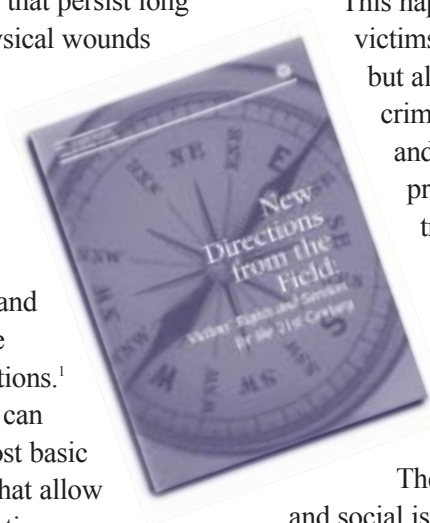 that persist long
ysical wounds
and
e
tions.¹
can
ost basic
hat allow
New
Directions
from the
Field:
Victims' Rights and Services
for the 21st Century
NE
E
S
SW
W
This hap
victims
but al
crim
and
pr
The
and social is